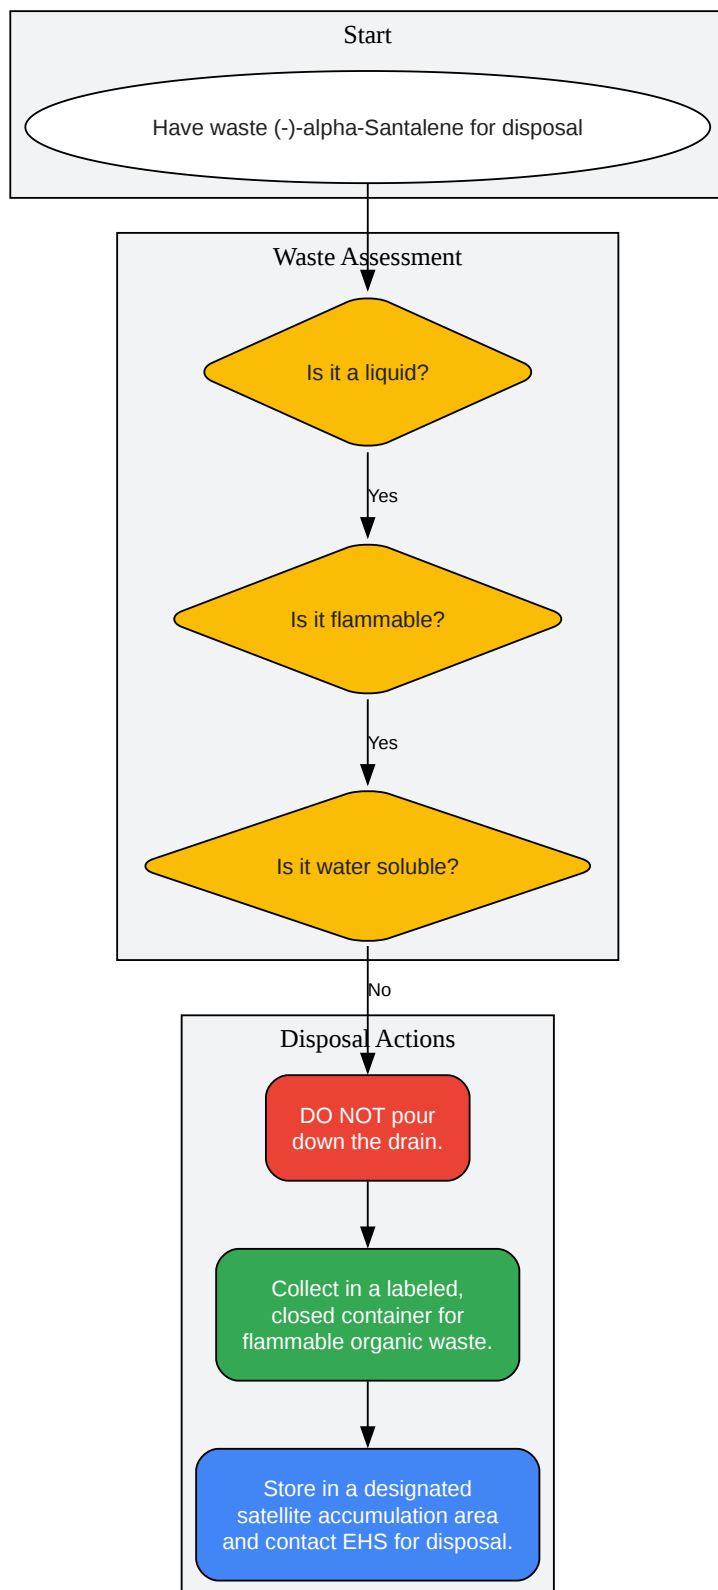 Start
Have waste (-)-alpha-Santalene for disposal
Waste Assessment
Is it a liquid?
Yes
Is it flammable?
Yes
Is it water soluble?
No
Disposal Actions
DO NOT pour
down the drain.
Collect in a labeled,
closed container for
flammable organic waste.
Store in a designated
satellite accumulation area
and contact EHS for disposal.